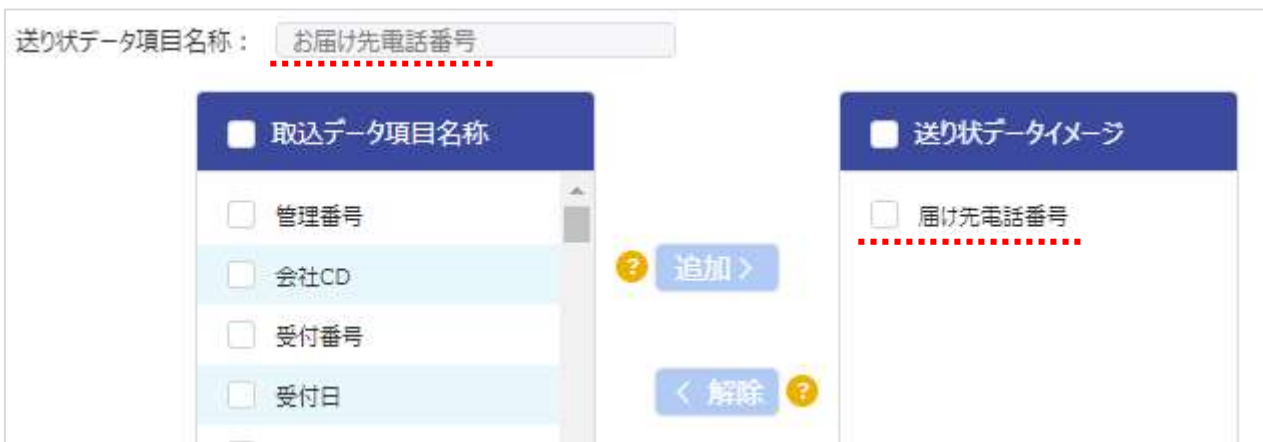 送り状データ項目名称： お届け先電話番号
取込データ項目名称
送り状データイメージ
管理番号
届け先電話番号
会社CD
? 追加 >
受付番号
受付日
< 解除 ?